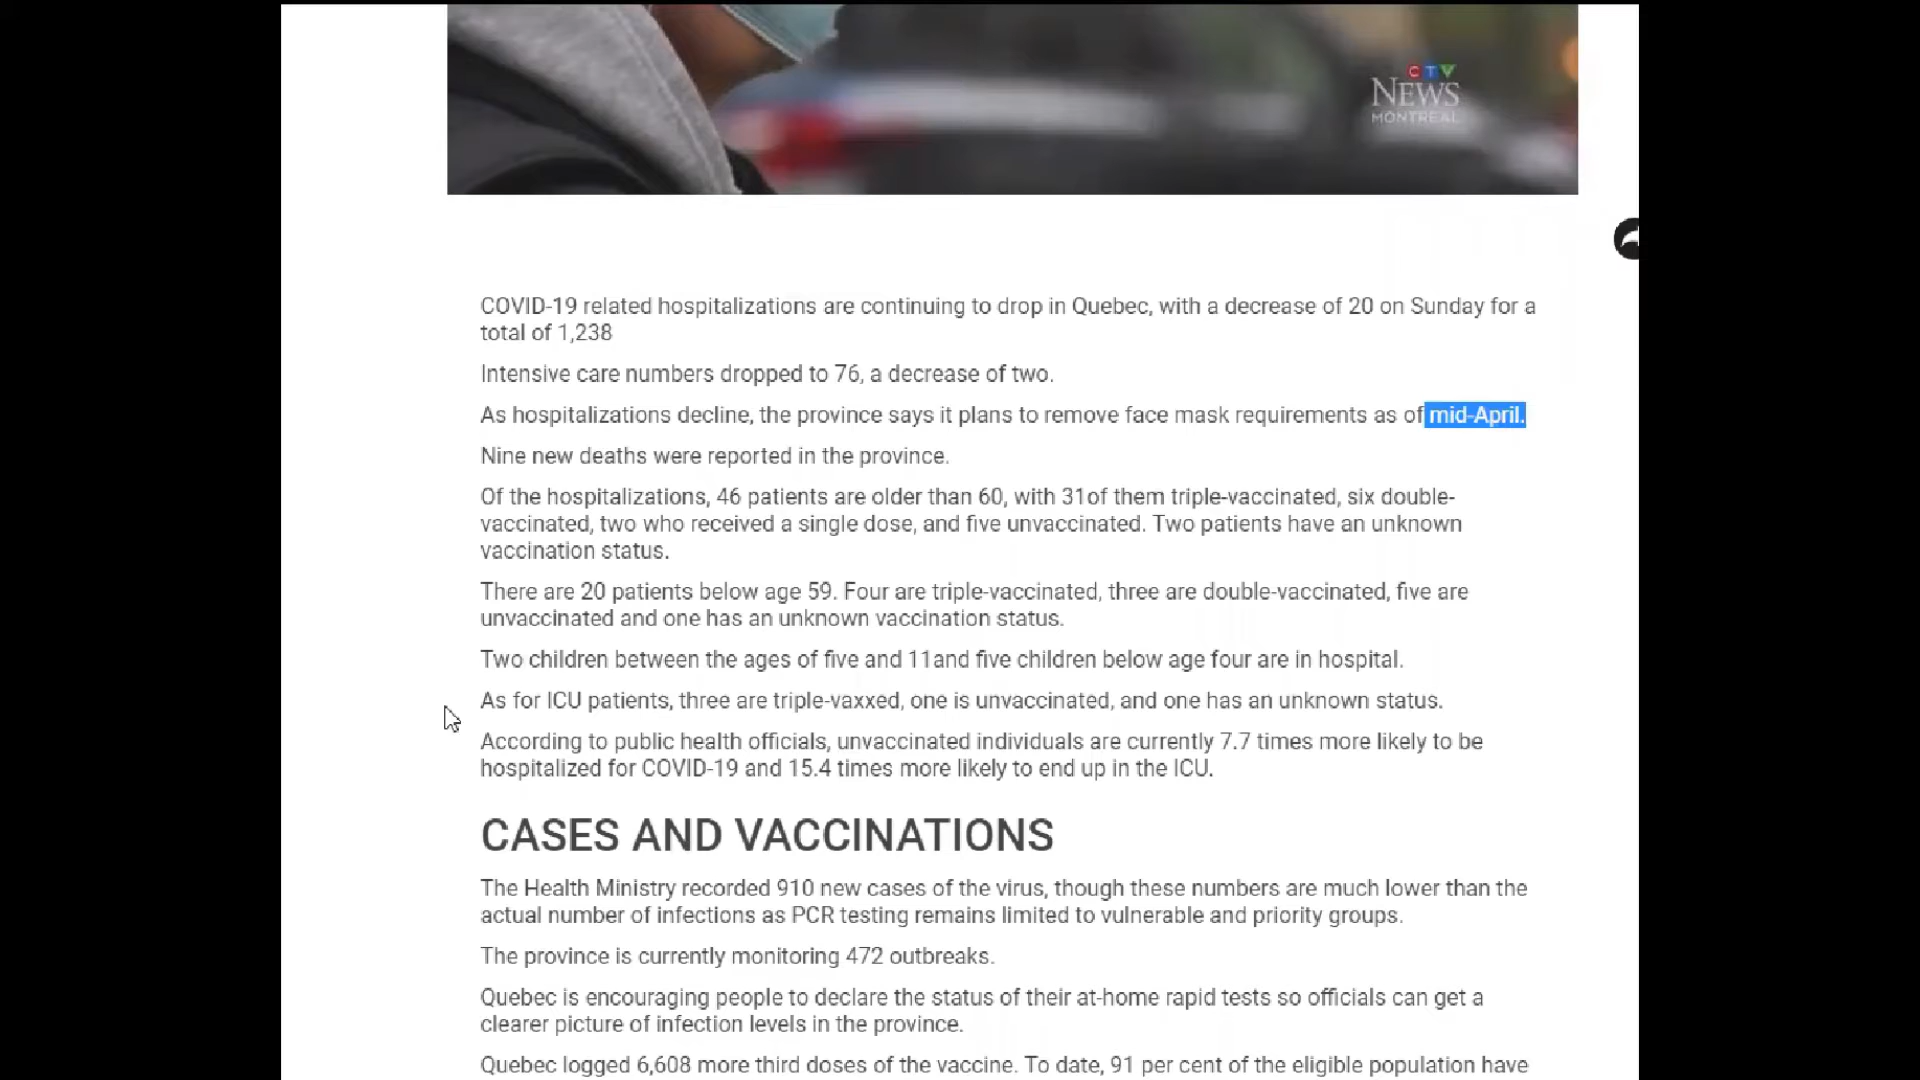 CTV
NEWS
MONTREAL
COVID-19 related hospitalizations are continuing to drop in Quebec, with a decrease of 20 on Sunday for a
total of 1,238
Intensive care numbers dropped to 76, a decrease of two.
As hospitalizations decline, the province says it plans to remove face mask requirements as of mid-April.
Nine new deaths were reported in the province.
Of the hospitalizations, 46 patients are older than 60, with 31of them triple-vaccinated, six double-
vaccinated, two who received a single dose, and five unvaccinated. Two patients have an unknown
vaccination status.
There are 20 patients below age 59. Four are triple-vaccinated, three are double-vaccinated, five are
unvaccinated and one has an unknown vaccination status.
Two children between the ages of five and 11and five children below age four are in hospital.
As for ICU patients, three are triple-vaxxed, one is unvaccinated, and one has an unknown status.
According to public health officials, unvaccinated individuals are currently 7.7 times more likely to be
hospitalized for COVID-19 and 15.4 times more likely to end up in the ICU.
CASES AND VACCINATIONS
The Health Ministry recorded 910 new cases of the virus, though these numbers are much lower than the
actual number of infections as PCR testing remains limited to vulnerable and priority groups.
The province is currently monitoring 472 outbreaks.
Quebec is encouraging people to declare the status of their at-home rapid tests so officials can get a
clearer picture of infection levels in the province.
Quebec logged 6,608 more third doses of the vaccine. To date, 91 per cent of the eligible population have